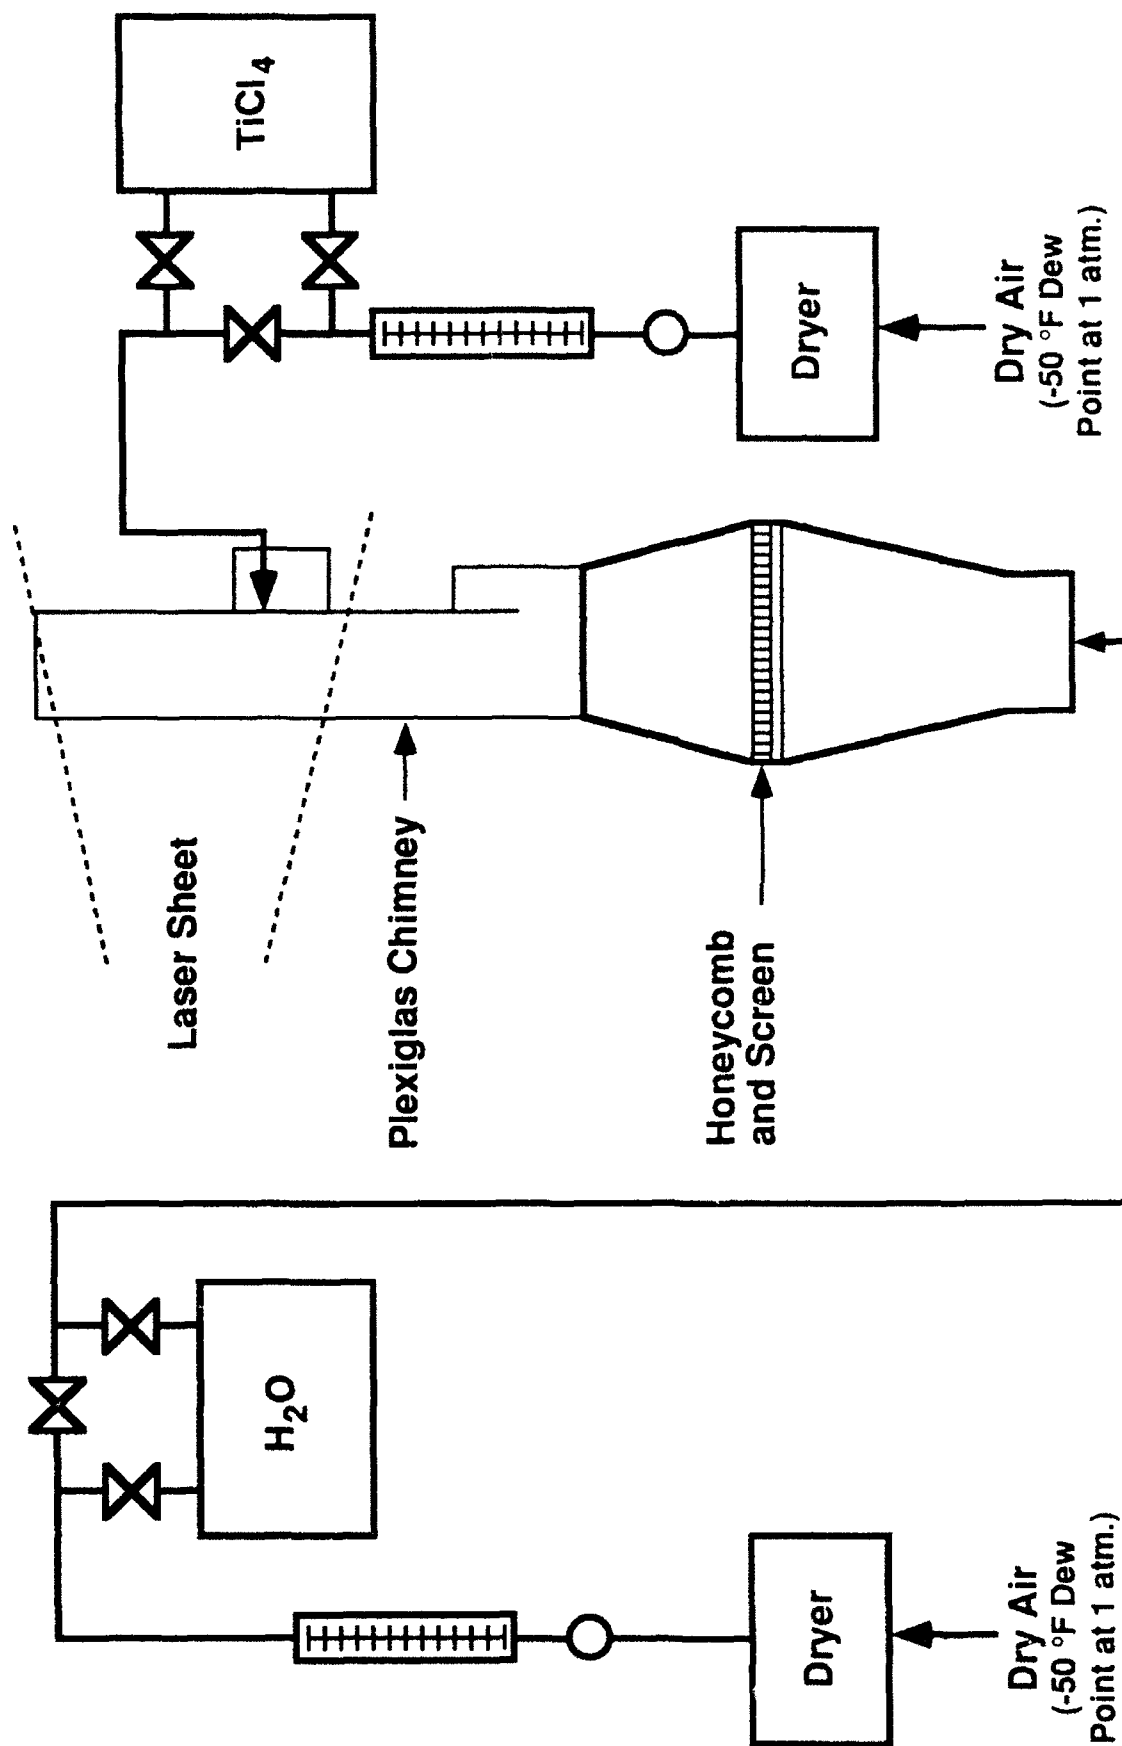 H₂O
Dryer
Dry Air
(-50 °F Dew
Point at 1 atm.)
Laser Sheet
Plexiglas Chimney
Honeycomb
and Screen
TiCl₄
Dryer
Dry Air
(-50 °F Dew
Point at 1 atm.)